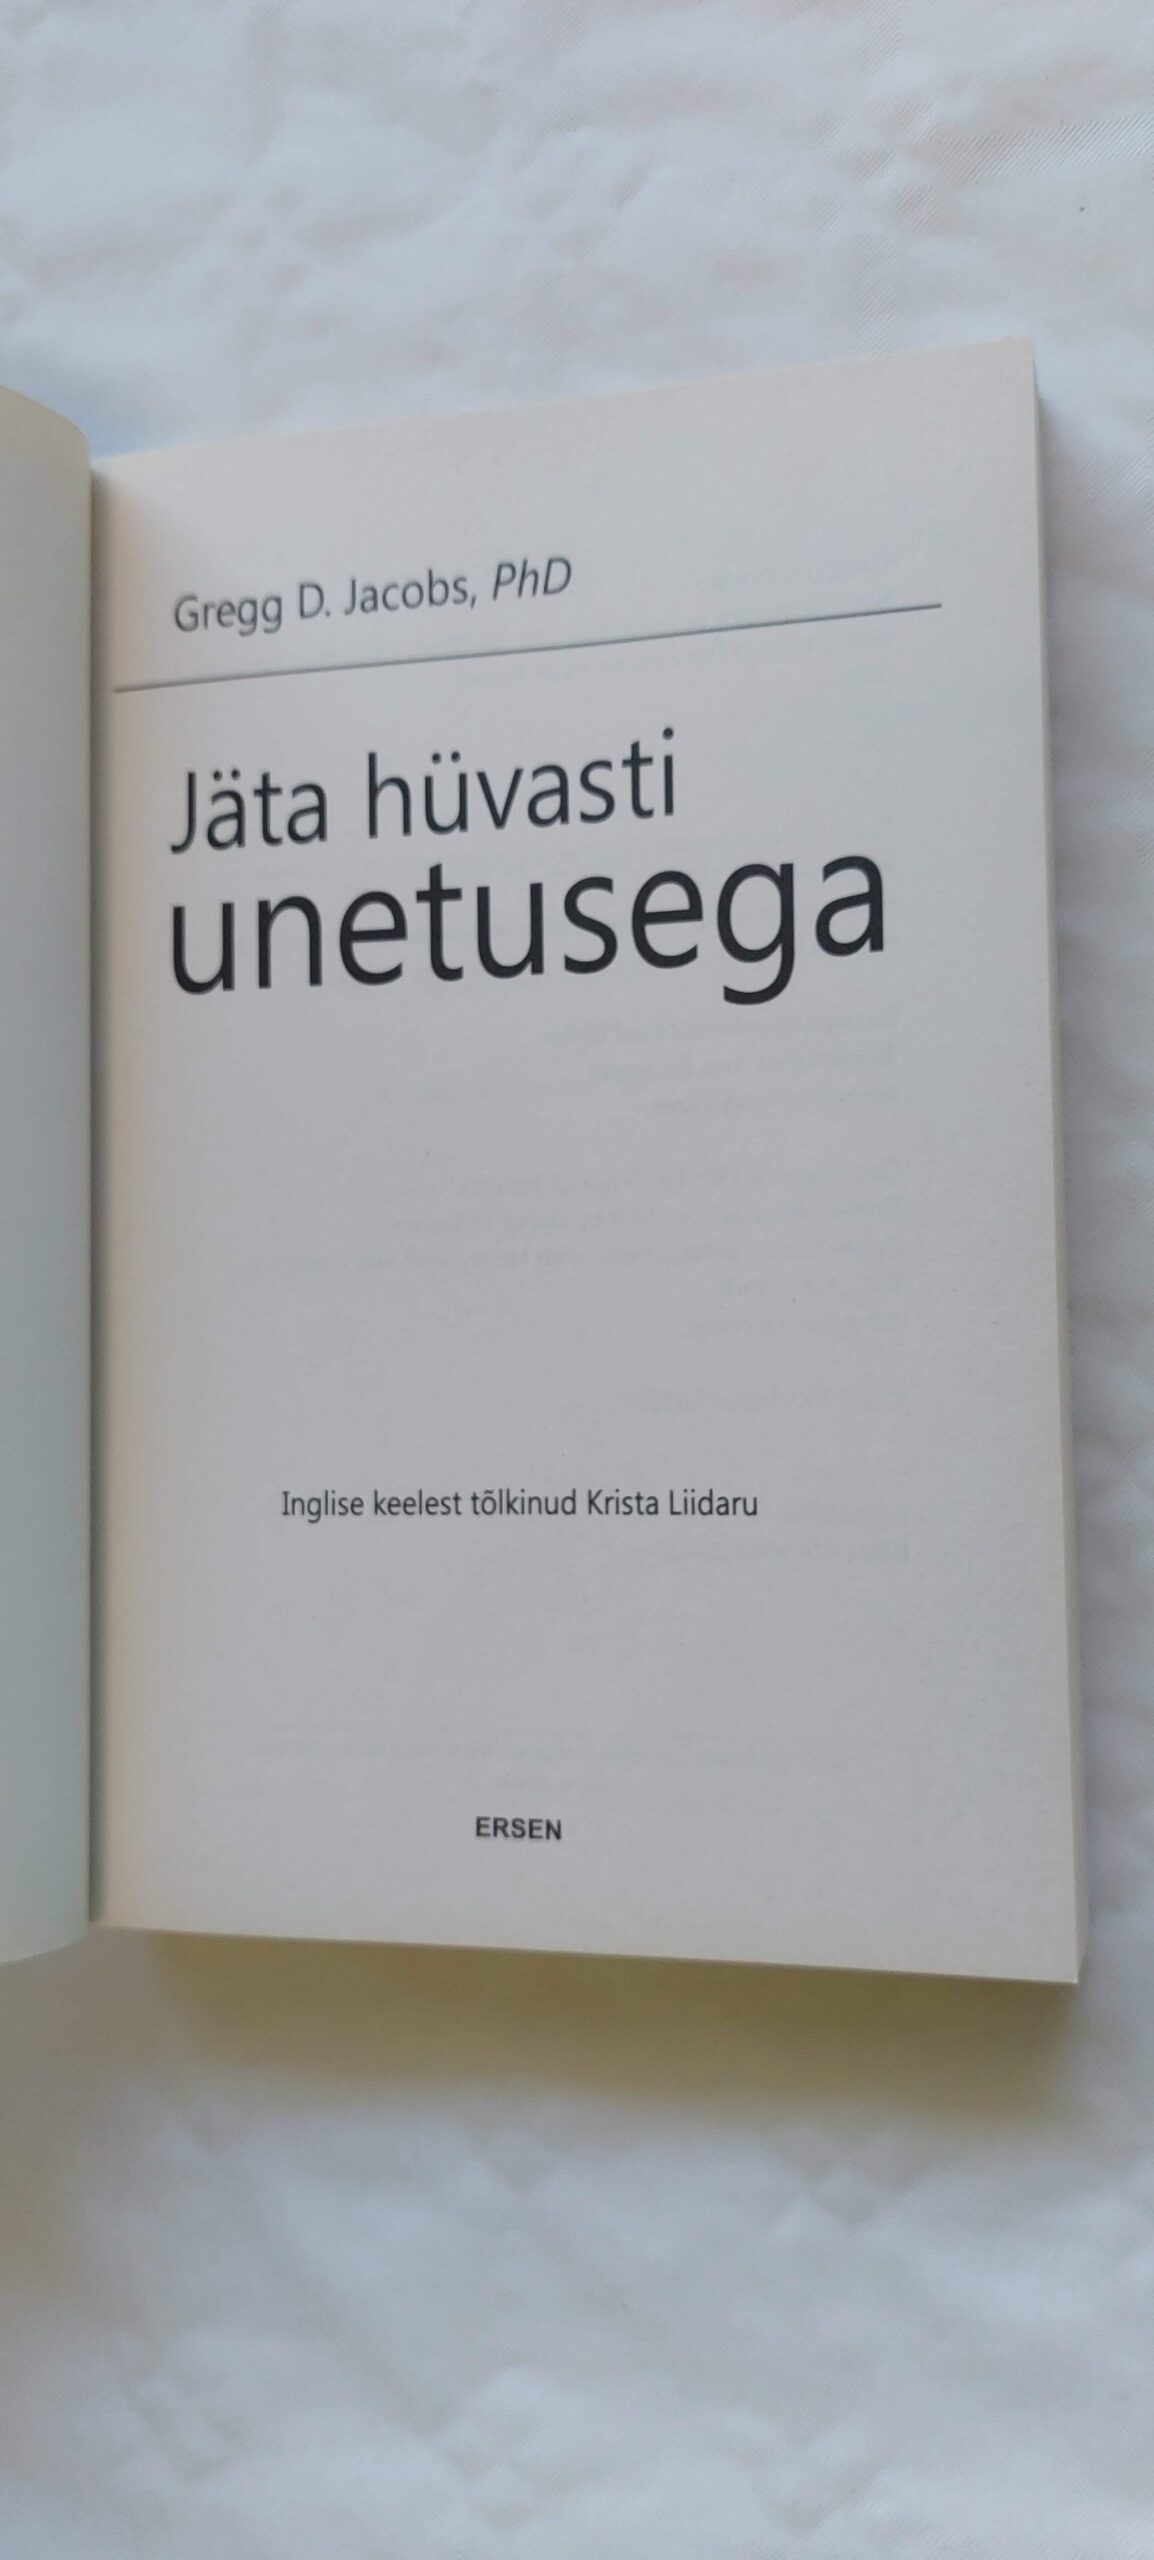 Gregg D. Jacobs, PhD
Jäta hüvasti
unetusega
Inglise keelest tõlkinud Krista Liidaru
ERSEN